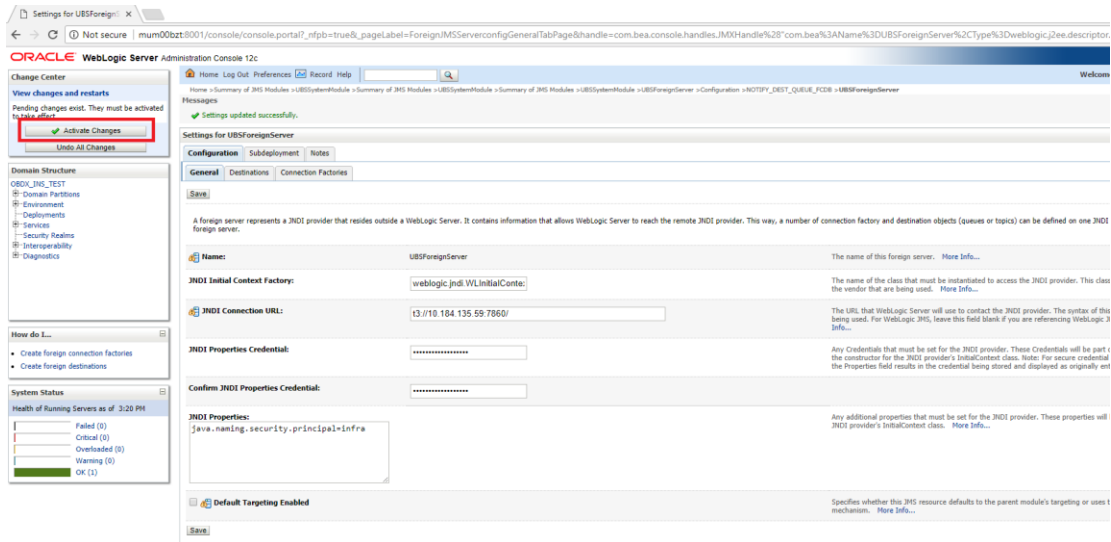 Settings for UBSForeign
Not secure | mum00bzt:8001/console/console.portal?_nfpb=true&_pageLabel=ForeignJMSServerconfigGeneralTabPage&handle=com.bea.console.handles.JMXHandle%28"com.bea%3AName%3DUBSForeignServer%2CType%3Dweblogic.j2ee.descriptor.
ORACLE WebLogic Server Administration Console 12c
Change Center
View changes and restarts
Pending changes exist. They must be activated
to take effect.
Activate Changes
Undo All Changes
Domain Structure
OBDX_INS_TEST
Domain Partitions
Environment
Deployments
Services
Security Realms
Interoperability
Diagnostics
How do I...
Create foreign connection factories
Create foreign destinations
System Status
Health of Running Servers as of 3:20 PM
Failed (0)
Critical (0)
Overloaded (0)
Warning (0)
OK (1)
Home Log Out Preferences Record Help
Welcom
Home >Summary of JMS Modules >UBSSystemModule >Summary of JMS Modules >UBSSystemModule >Summary of JMS Modules >UBSSystemModule >UBSForeignServer >Configuration >NOTIFY_DEST_QUEUE_FCDB >UBSForeignServer
Messages
Settings updated successfully.
Settings for UBSForeignServer
Configuration Subdeployment Notes
General Destinations Connection Factories
Save
A foreign server represents a JNDI provider that resides outside a WebLogic Server. It contains information that allows WebLogic Server to reach the remote JNDI provider. This way, a number of connection factory and destination objects (queues or topics) can be defined on one JNDI
foreign server.
Name: UBSForeignServer The name of this foreign server. More Info...
JNDI Initial Context Factory: weblogic.jndi.WLInitialConte: The name of the class that must be instantiated to access the JNDI provider. This class
the vendor that are being used. More Info...
JNDI Connection URL: t3://10.184.135.59:7860/ The URL that WebLogic Server will use to contact the JNDI provider. The syntax of this
being used. For WebLogic JMS, leave this field blank if you are referencing WebLogic J
Info...
JNDI Properties Credential: •••••••••••••••••• Any Credentials that must be set for the JNDI provider. These Credentials will be part
the constructor for the JNDI provider's InitialContext class. Note: For secure credential
the Properties field results in the credential being stored and displayed as originally ent
Confirm JNDI Properties Credential: ••••••••••••••••••
JNDI Properties: Any additional properties that must be set for the JNDI provider. These properties will
JNDI provider's InitialContext class. More Info...
java.naming.security.principal=infra
Default Targeting Enabled Specifies whether this JMS resource defaults to the parent module's targeting or uses
mechanism. More Info...
Save